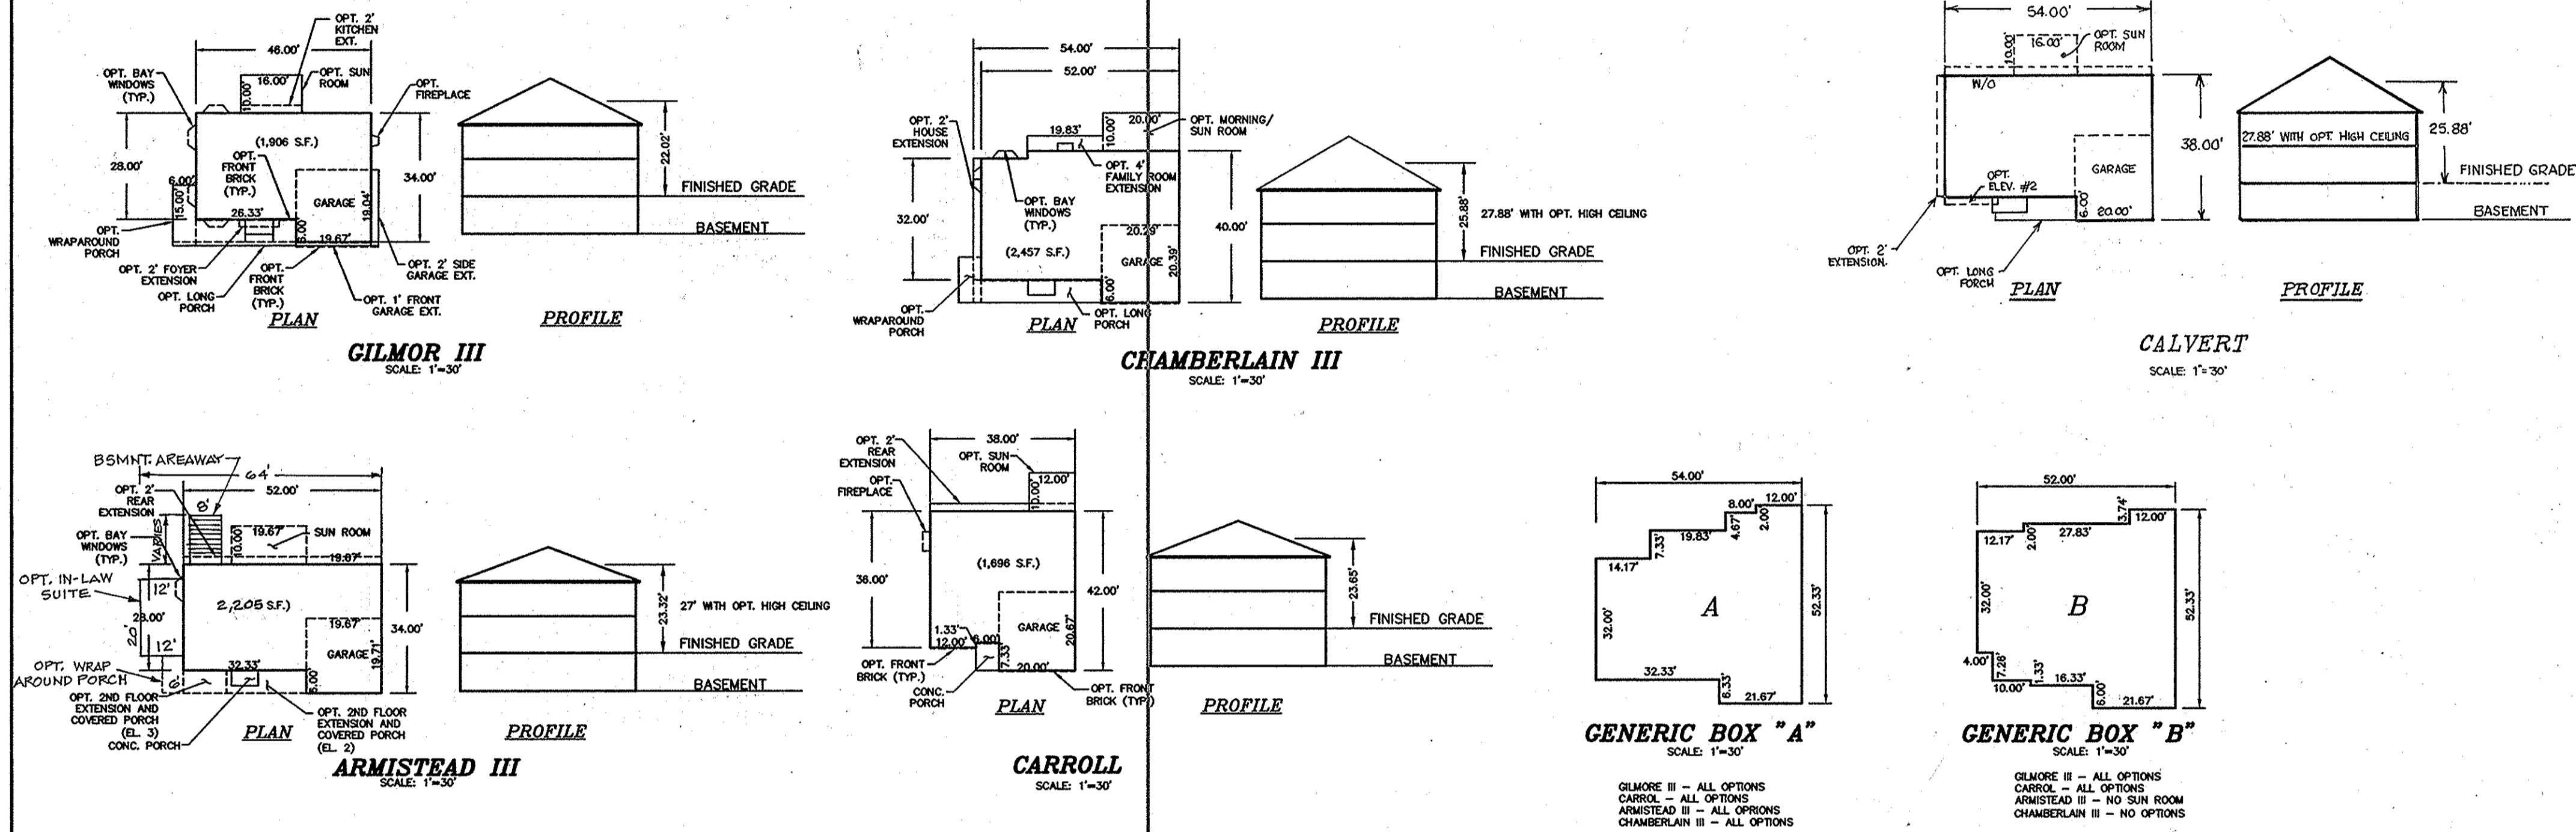 OPT. 2'
KITCHEN
EXT.
46.00'
OPT. BAY
WINDOWS
(TYP.)
16.00'
10.00'
OPT. SUN
ROOM
OPT.
FIREPLACE
(1,906 S.F.)
OPT.
FRONT
BRICK
(TYP.)
28.00'
34.00'
6.00'
15.00'
26.33'
GARAGE
19.04'
6.00'
19.67'
OPT.
WRAPAROUND
PORCH
OPT. 2' FOYER
EXTENSION
OPT. LONG
PORCH
OPT.
FRONT
BRICK
(TYP.)
OPT. 2' SIDE
GARAGE EXT.
OPT. 1' FRONT
GARAGE EXT.
PLAN
22.02'
FINISHED GRADE
BASEMENT
PROFILE
GILMOR III
SCALE: 1'=30'
54.00'
52.00'
OPT. 2'
HOUSE
EXTENSION
19.83'
20.00'
10.00'
OPT. MORNING/
SUN ROOM
OPT. 4'
FAMILY ROOM
EXTENSION
OPT. BAY
WINDOWS
(TYP.)
32.00'
(2,457 S.F.)
20.29'
GARAGE
20.39'
40.00'
6.00'
OPT.
WRAPAROUND
PORCH
OPT. LONG
PORCH
PLAN
25.88'
27.88' WITH OPT. HIGH CEILING
FINISHED GRADE
BASEMENT
PROFILE
CHAMBERLAIN III
SCALE: 1'=30'
54.00'
10.00'
16.00'
OPT. SUN
ROOM
W/O
38.00'
GARAGE
OPT.
ELEV. #2
6.00'
20.00'
OPT. 2'
EXTENSION.
OPT. LONG
PORCH
PLAN
27.88' WITH OPT. HIGH CEILING
25.88'
FINISHED GRADE
BASEMENT
PROFILE
CALVERT
SCALE: 1"=30'
BSMNT. AREAWAY
64'
OPT. 2'
REAR
EXTENSION
52.00'
8'
VARIES
OPT. BAY
WINDOWS
(TYP.)
10.00'
19.67'
SUN ROOM
19.67'
OPT. IN-LAW
SUITE
12'
28.00'
20'
12'
2,205 S.F.)
19.67'
GARAGE
19.71'
34.00'
OPT. WRAP
AROUND PORCH
6'
32.33'
6.00'
OPT. 2ND FLOOR
EXTENSION AND
COVERED PORCH
(EL. 3)
CONC. PORCH
OPT. 2ND FLOOR
EXTENSION AND
COVERED PORCH
(EL. 2)
PLAN
23.32'
27' WITH OPT. HIGH CEILING
FINISHED GRADE
BASEMENT
PROFILE
ARMISTEAD III
SCALE: 1'=30'
38.00'
OPT. 2'
REAR
EXTENSION
OPT. SUN
ROOM
12.00'
10.00'
OPT.
FIREPLACE
36.00'
(1,696 S.F.)
42.00'
1.33'
12.00'
6.00'
7.33'
GARAGE
20.67'
20.00'
OPT. FRONT
BRICK (TYP.)
CONC.
PORCH
OPT. FRONT
BRICK (TYP)
PLAN
23.65'
FINISHED GRADE
BASEMENT
PROFILE
CARROLL
SCALE: 1'=30'
54.00'
12.00'
8.00'
2.00'
4.67'
19.83'
7.33'
14.17'
32.00'
A
52.33'
32.33'
6.33'
21.67'
GENERIC BOX "A"
SCALE: 1'=30'
GILMORE III – ALL OPTIONS
CARROL – ALL OPTIONS
ARMISTEAD III – ALL OPRIONS
CHAMBERLAIN III – ALL OPTIONS
52.00'
3.74'
12.00'
27.83'
2.00'
12.17'
32.00'
B
52.33'
4.00'
7.26'
10.00'
1.33'
16.33'
6.00'
21.67'
GENERIC BOX "B"
SCALE: 1'=30'
GILMORE III – ALL OPTIONS
CARROL – ALL OPTIONS
ARMISTEAD III – NO SUN ROOM
CHAMBERLAIN III – NO OPTIONS